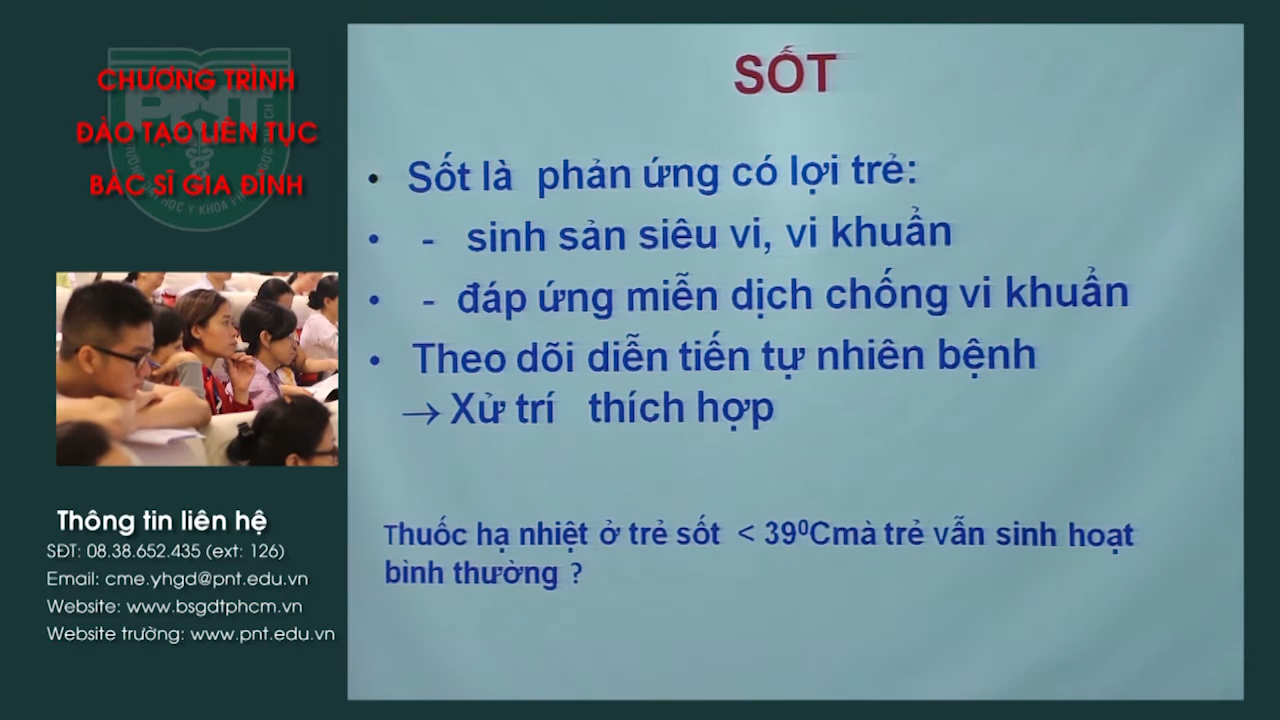 CHƯƠNG TRÌNH
ĐÀO TẠO LIÊN TỤC
BÁC SĨ GIA ĐÌNH
PNT
Thông tin liên hệ
SĐT: 08.38.652.435 (ext: 126)
Email: cme.yhgd@pnt.edu.vn
Website: www.bsgdtphcm.vn
Website trường: www.pnt.edu.vn
SỐT
• Sốt là phản ứng có lợi trẻ:
• - sinh sản siêu vi, vi khuẩn
• - đáp ứng miễn dịch chống vi khuẩn
• Theo dõi diễn tiến tự nhiên bệnh
→ Xử trí thích hợp
Thuốc hạ nhiệt ở trẻ sốt < 39⁰Cmà trẻ vẫn sinh hoạt
bình thường ?